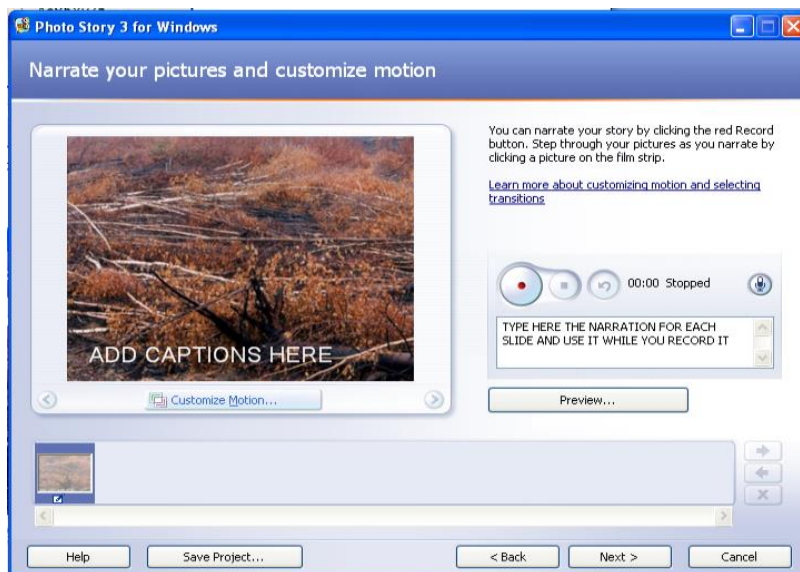 Photo Story 3 for Windows
Narrate your pictures and customize motion
You can narrate your story by clicking the red Record
button. Step through your pictures as you narrate by
clicking a picture on the film strip.
Learn more about customizing motion and selecting
transitions
00:00 Stopped
TYPE HERE THE NARRATION FOR EACH
SLIDE AND USE IT WHILE YOU RECORD IT
ADD CAPTIONS HERE
Customize Motion...
Preview...
Help
Save Project...
< Back
Next >
Cancel